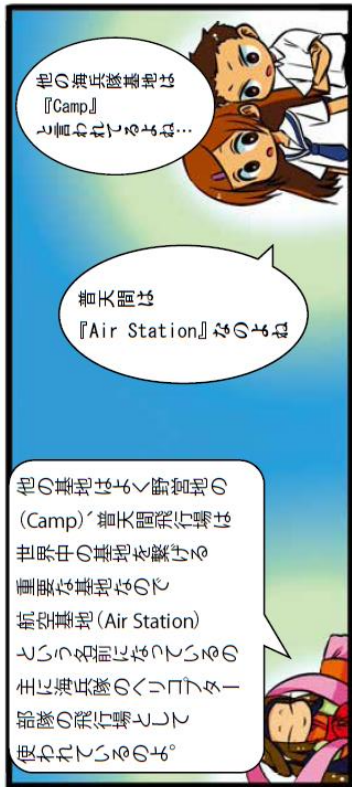 他の海兵隊基地は
『Camp』
と言われてるよね…
普天間は
『Air Station』なのよね
他の基地はよく野営地の
(Camp)、普天間飛行場は
世界中の基地を繋げる
重要な基地なので
航空基地(Air Station)
という名前になっているの
主に海兵隊のヘリコプター
部隊の飛行場として
使われているのよ。